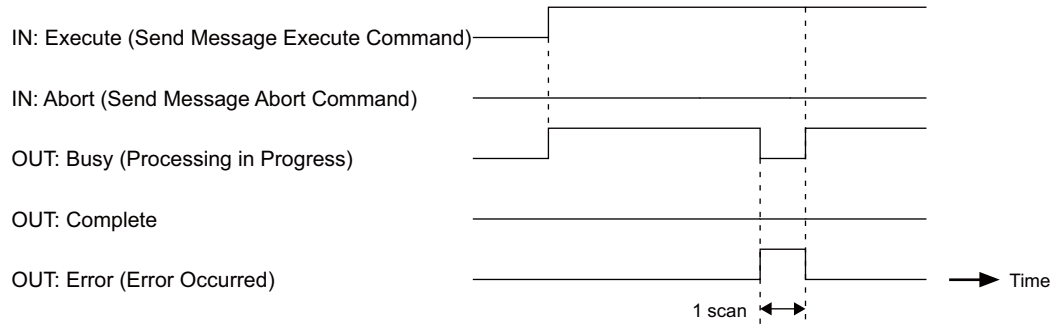 IN: Execute (Send Message Execute Command)
IN: Abort (Send Message Abort Command)
OUT: Busy (Processing in Progress)
OUT: Complete
OUT: Error (Error Occurred)
Time
1 scan